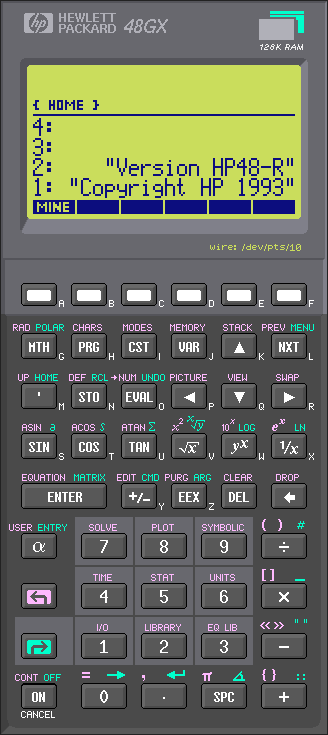 hp HEWLETT PACKARD 48GX
128K RAM
{ HOME }
4:
3:
2: "Version HP48-R"
1: "Copyright HP 1993"
MINE
wire: /dev/pts/10
A B C D E F
RAD POLAR CHARS MODES MEMORY STACK PREV MENU
MTH G PRG H CST I VAR J ▲ K NXT L
UP HOME DEF RCL →NUM UNDO PICTURE VIEW SWAP
' M STO N EVAL O ◀ P ▼ Q ▶ R
ASIN ∂ ACOS ∫ ATAN Σ x² ˣ√y 10ˣ LOG eˣ LN
SIN S COS T TAN U √x V yˣ W 1/x X
EQUATION MATRIX EDIT CMD PURG ARG CLEAR DROP
ENTER +/− Y EEX Z DEL ←
USER ENTRY SOLVE PLOT SYMBOLIC ( ) #
α 7 8 9 ÷
TIME STAT UNITS [ ] _
4 5 6 ×
I/O LIBRARY EQ LIB « » " "
1 2 3 −
CONT OFF = → , ↵ π ∡ { } : :
ON 0 . SPC +
CANCEL